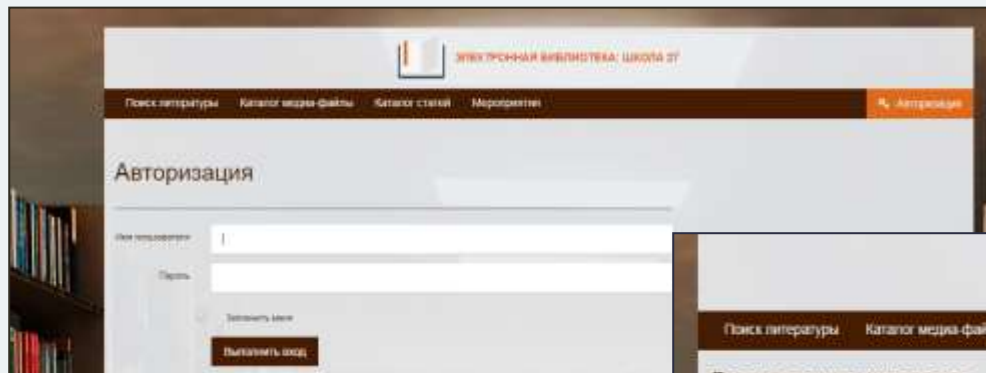 ЭЛЕКТРОННАЯ БИБЛИОТЕКА: ШКОЛА 27
Поиск литературы Каталог медиа-файлы Каталог статей Мероприятия Авторизация
Авторизация
Имя пользователя
Пароль
Запомнить меня
Выполнить вход
Поиск литературы Каталог медиа-фай